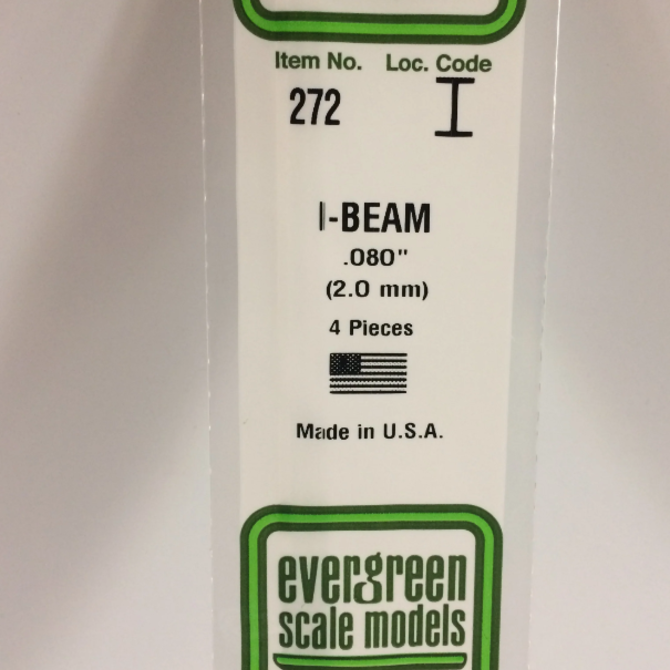 Item No. Loc. Code
272 I
I-BEAM
.080"
(2.0 mm)
4 Pieces
Made in U.S.A.
evergreen
scale models